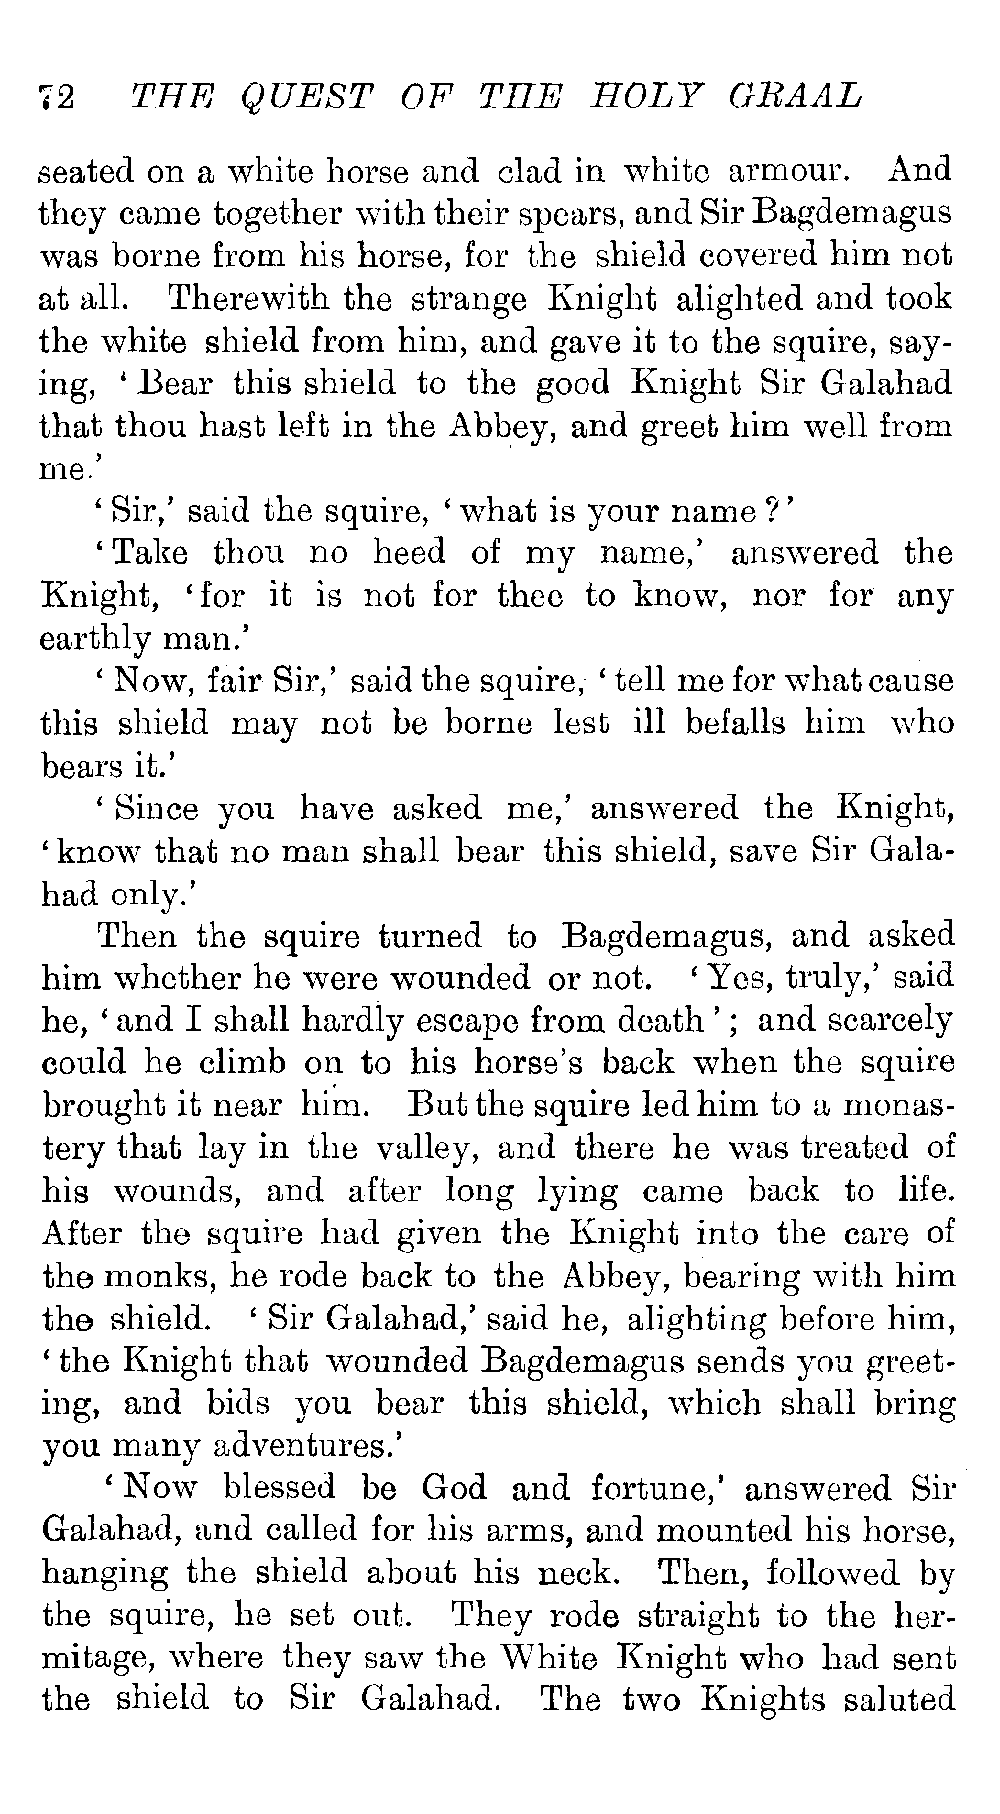 72 THE QUEST OF THE HOLY GRAAL
seated on a white horse and clad in white armour. And
they came together with their spears, and Sir Bagdemagus
was borne from his horse, for the shield covered him not
at all. Therewith the strange Knight alighted and took
the white shield from him, and gave it to the squire, say-
ing, ‘ Bear this shield to the good Knight Sir Galahad
that thou hast left in the Abbey, and greet him well from
me.’
‘ Sir,’ said the squire, ‘ what is your name ?’
‘ Take thou no heed of my name,’ answered the
Knight, ‘ for it is not for thee to know, nor for any
earthly man.’
‘ Now, fair Sir,’ said the squire, ‘ tell me for what cause
this shield may not be borne lest ill befalls him who
bears it.’
‘ Since you have asked me,’ answered the Knight,
‘ know that no man shall bear this shield, save Sir Gala-
had only.’
Then the squire turned to Bagdemagus, and asked
him whether he were wounded or not. ‘ Yes, truly,’ said
he, ‘ and I shall hardly escape from death ’ ; and scarcely
could he climb on to his horse’s back when the squire
brought it near him. But the squire led him to a monas-
tery that lay in the valley, and there he was treated of
his wounds, and after long lying came back to life.
After the squire had given the Knight into the care of
the monks, he rode back to the Abbey, bearing with him
the shield. ‘ Sir Galahad,’ said he, alighting before him,
‘ the Knight that wounded Bagdemagus sends you greet-
ing, and bids you bear this shield, which shall bring
you many adventures.’
‘ Now blessed be God and fortune,’ answered Sir
Galahad, and called for his arms, and mounted his horse,
hanging the shield about his neck. Then, followed by
the squire, he set out. They rode straight to the her-
mitage, where they saw the White Knight who had sent
the shield to Sir Galahad. The two Knights saluted